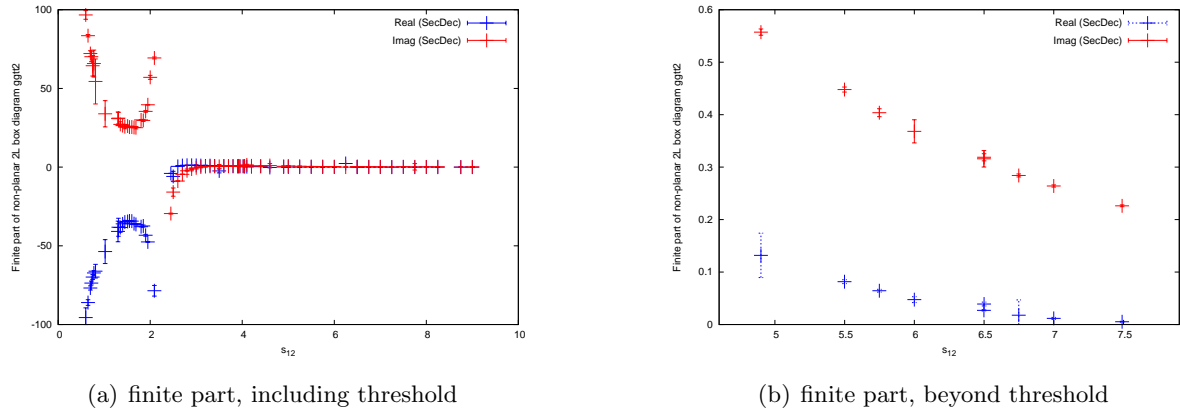 Finite part of non-planar 2L box diagram ggtt2
100
50
0
-50
-100
0
2
4
6
8
10
s12
Real (SecDec)
Imag (SecDec)
(a) finite part, including threshold
Finite part of non-planar 2L box diagram ggtt2
0.6
0.5
0.4
0.3
0.2
0.1
0
5
5.5
6
6.5
7
7.5
s12
Real (SecDec)
Imag (SecDec)
(b) finite part, beyond threshold